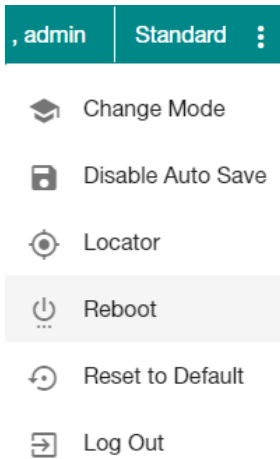 , admin Standard
Change Mode
Disable Auto Save
Locator
Reboot
Reset to Default
Log Out